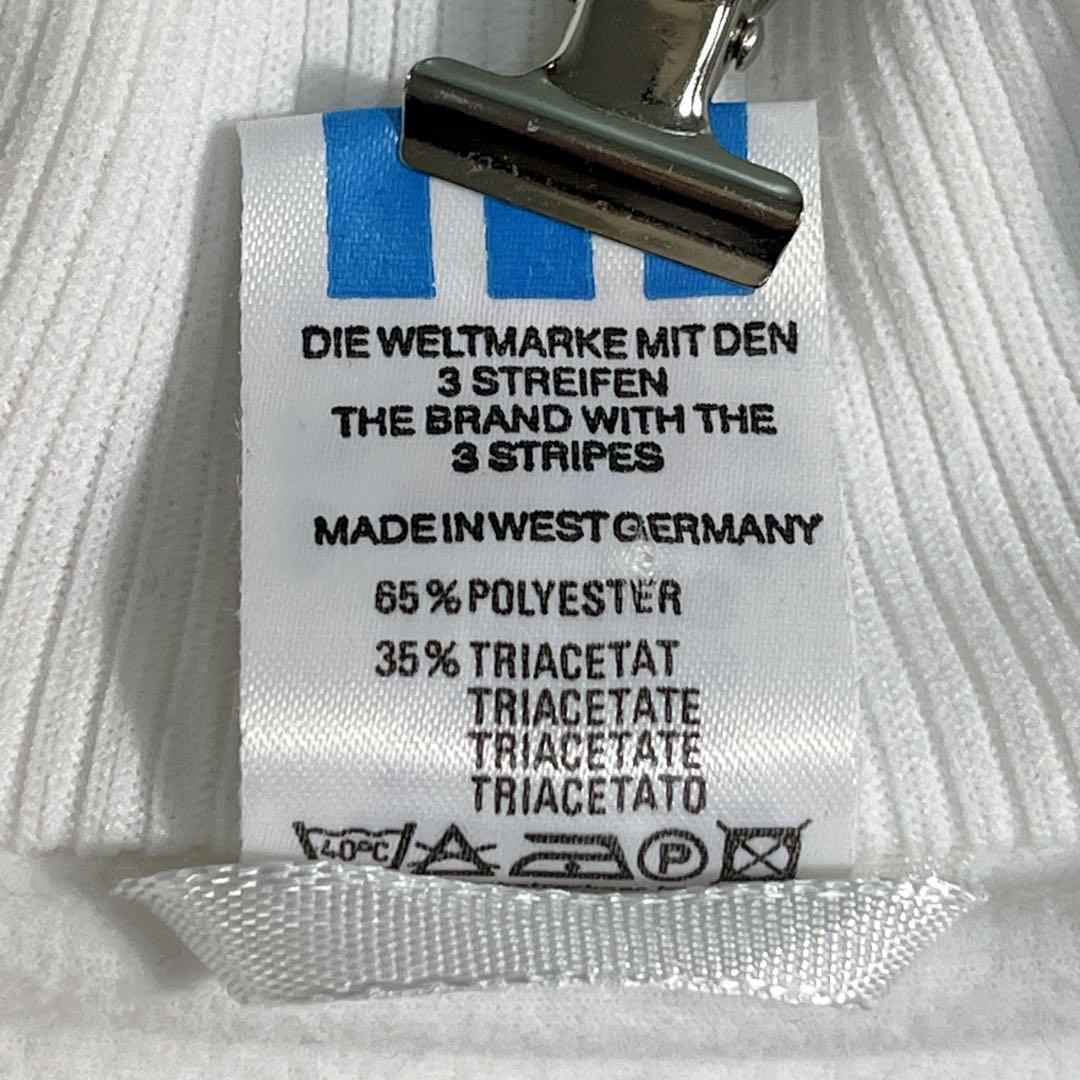 DIE WELTMARKE MIT DEN
3 STREIFEN
THE BRAND WITH THE
3 STRIPES
MADE IN WEST GERMANY
65% POLYESTER
35% TRIACETAT
TRIACETATE
TRIACETATE
TRIACETATO
40°C P